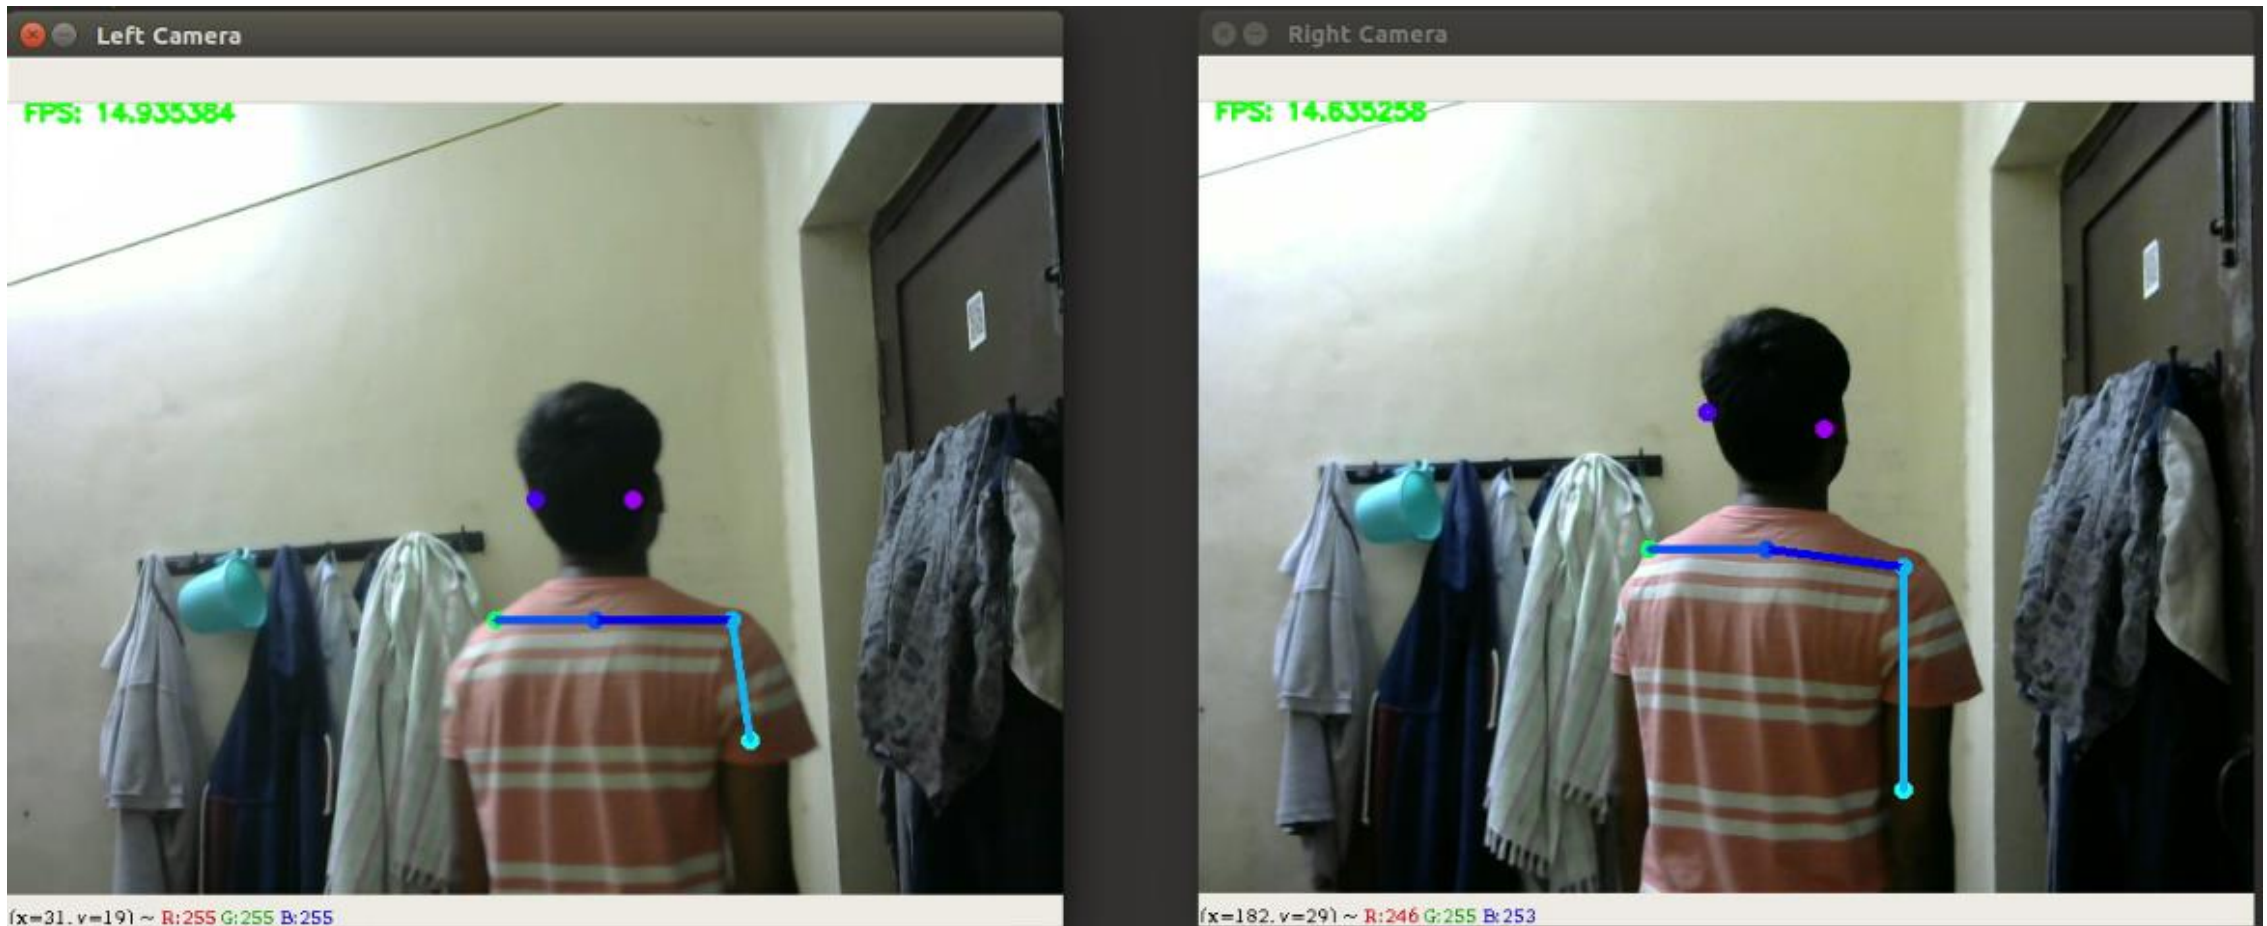 Left Camera
FPS: 14.935384
(x=31, y=19) ~ R:255 G:255 B:255
Right Camera
FPS: 14.635258
(x=182, y=29) ~ R:246 G:255 B:253